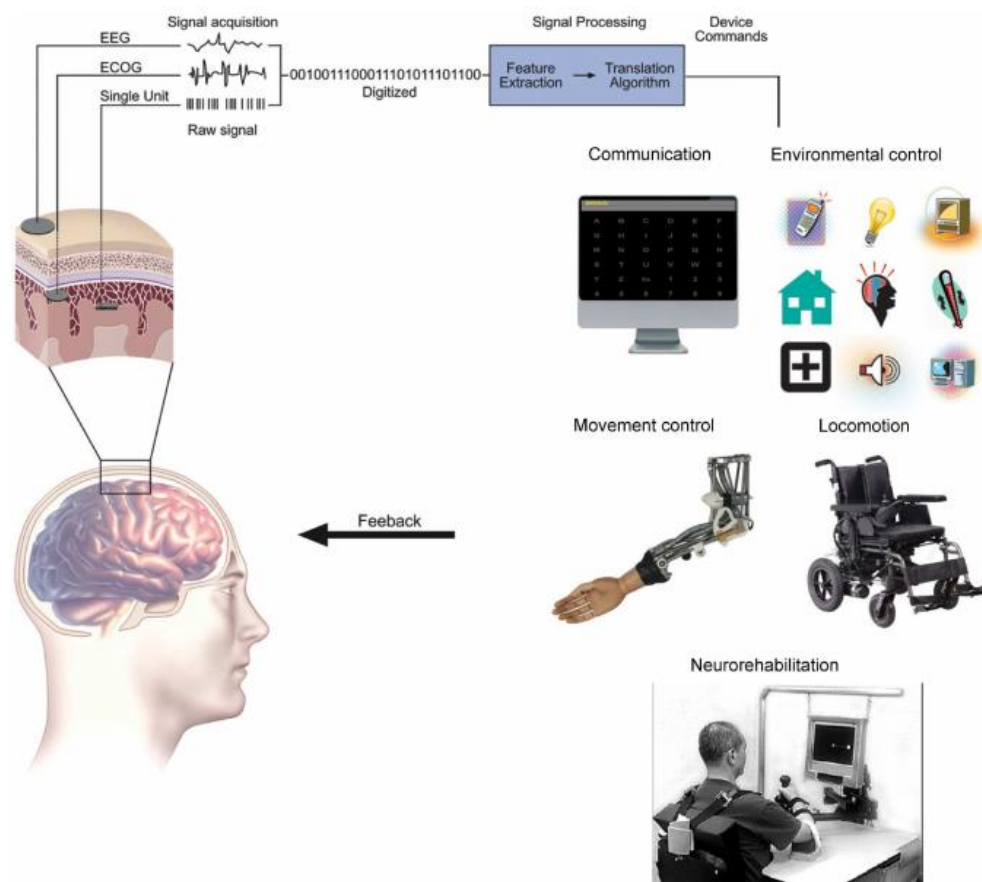 Signal acquisition
Signal Processing
Device
Commands
EEG
ECOG
Single Unit
Raw signal
001001110001110101110101100
Digitized
Feature
Extraction
Translation
Algorithm
Communication
Environmental control
A B C D E F
G H I J K L
M N O P Q R
S T U V W X
Movement control
Locomotion
Feeback
Neurorehabilitation